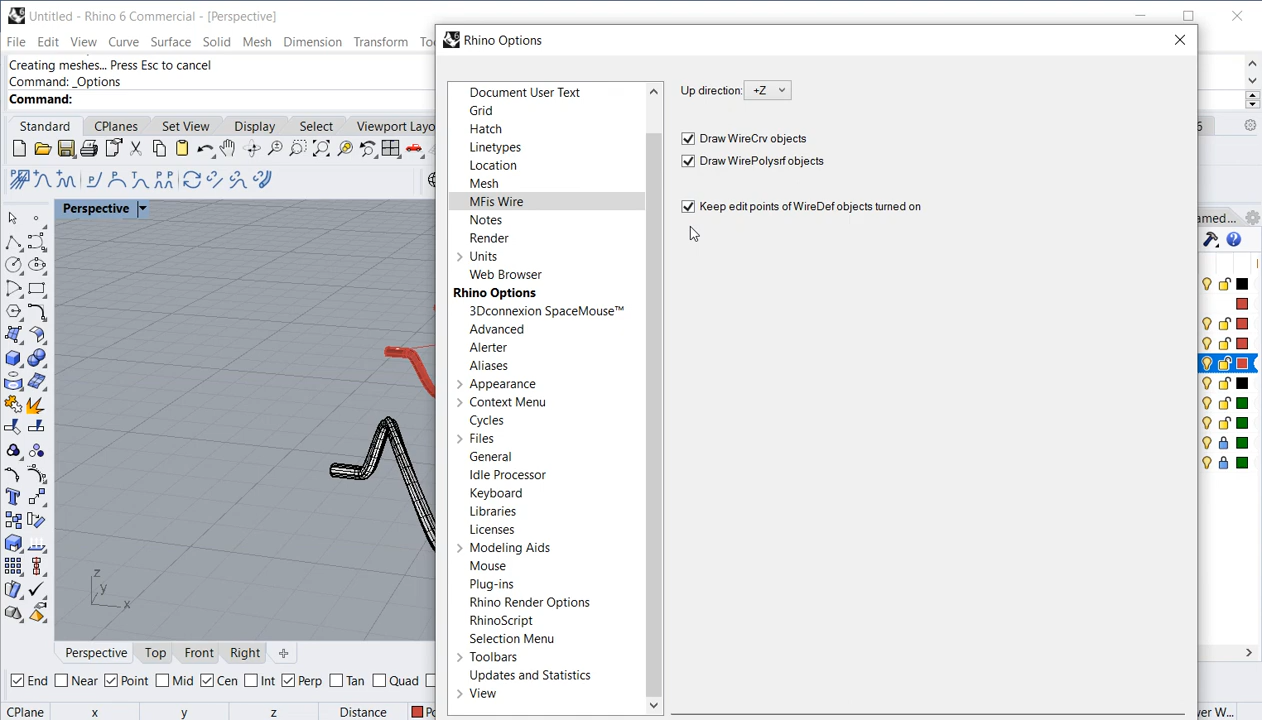 Untitled - Rhino 6 Commercial - [Perspective]
File Edit View Curve Surface Solid Mesh Dimension Transform
Creating meshes... Press Esc to cancel
Command: _Options
Command:
Standard CPlanes Set View Display Select Viewport Layo
Perspective
z
y
x
Perspective Top Front Right
End Near Point Mid Cen Int Perp Tan Quad
CPlane x y z Distance
Rhino Options
Document User Text
Grid
Hatch
Linetypes
Location
Mesh
MFis Wire
Notes
Render
Units
Web Browser
Rhino Options
3Dconnexion SpaceMouse™
Advanced
Alerter
Aliases
Appearance
Context Menu
Cycles
Files
General
Idle Processor
Keyboard
Libraries
Licenses
Modeling Aids
Mouse
Plug-ins
Rhino Render Options
RhinoScript
Selection Menu
Toolbars
Updates and Statistics
View
Up direction: +Z
Draw WireCrv objects
Draw WirePolysrf objects
Keep edit points of WireDef objects turned on
6
amed...